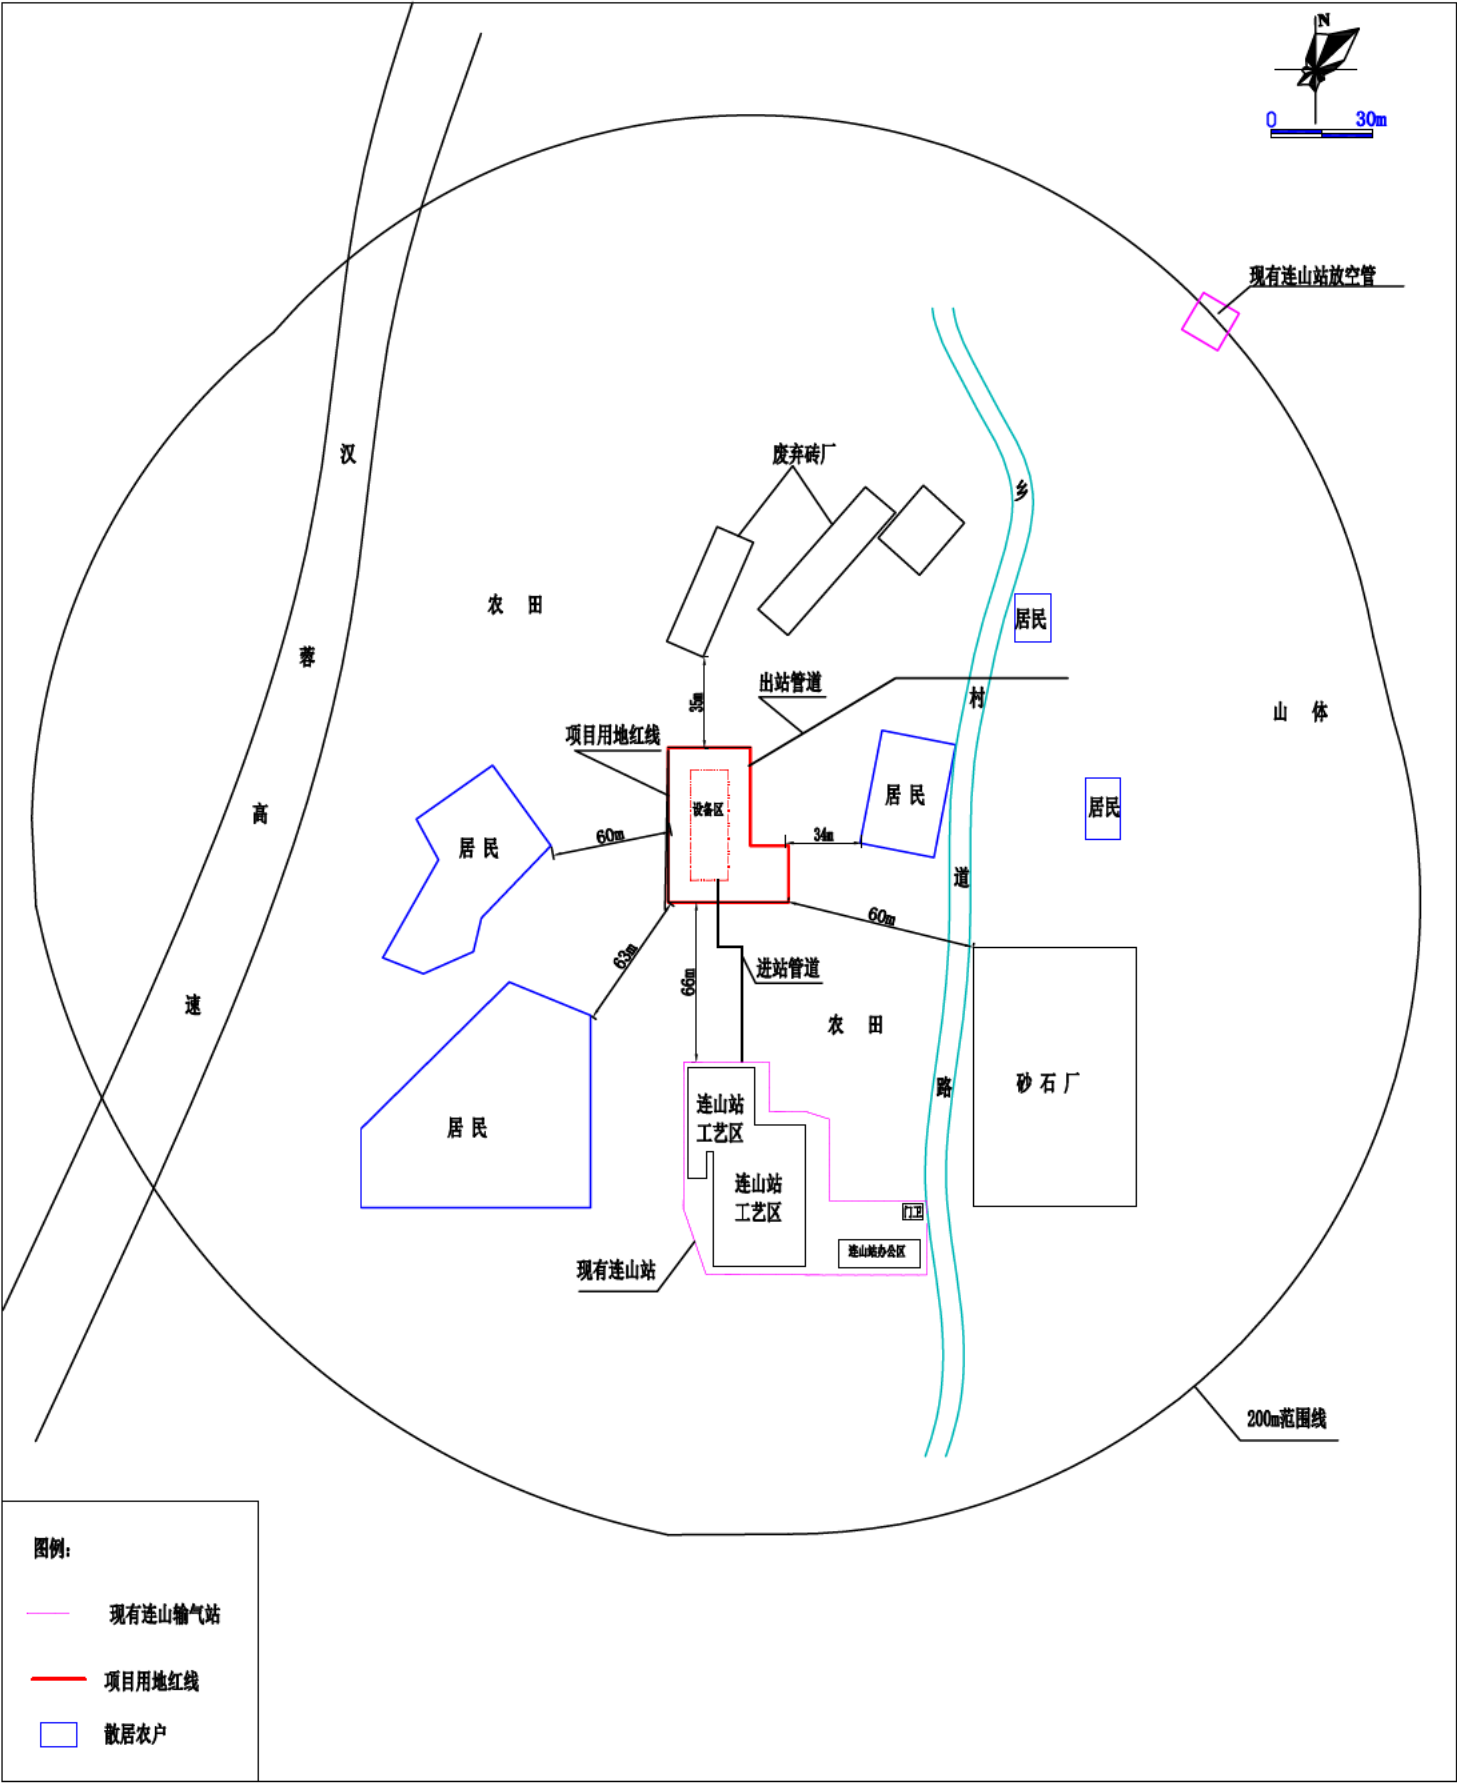 N
0 30m
现有连山站放空管
汉
蓉
高
速
废弃砖厂
乡
村
道
路
农 田
居民
35m
出站管道
项目用地红线
山 体
设备区
居 民
居民
34m
60m
居 民
60m
63m
66m
进站管道
农 田
砂 石 厂
居 民
连山站
工艺区
连山站
工艺区
门卫
连山站办公区
现有连山站
200m范围线
图例:
现有连山输气站
项目用地红线
散居农户